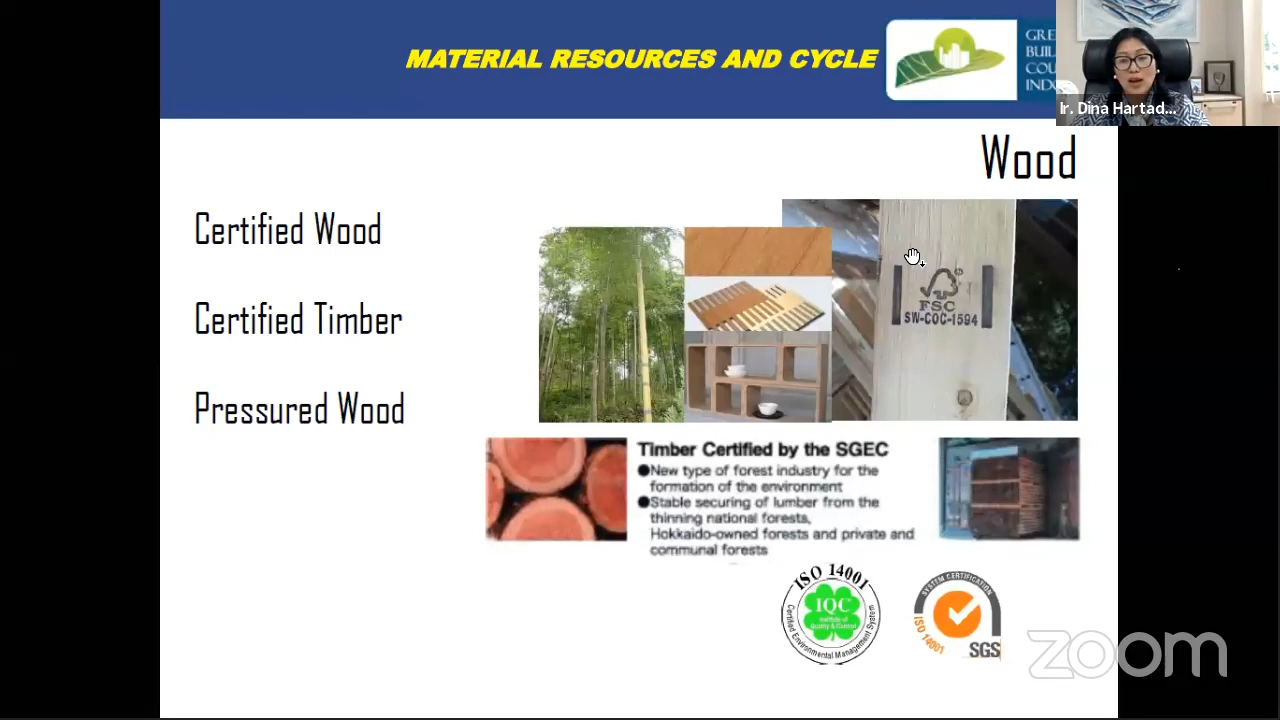 MATERIAL RESOURCES AND CYCLE
GRE
BUIL
COU
INDO
Ir. Dina Hartad...
Wood
Certified Wood
Certified Timber
Pressured Wood
FSC
SW-COC-1594
Timber Certified by the SGEC
●New type of forest industry for the
formation of the environment
●Stable securing of lumber from the
thinning national forests,
Hokkaido-owned forests and private and
communal forests
ISO 14001
IQC
Institute of
Quality & Control
Certified Environmental Management System
SYSTEM CERTIFICATION
ISO 14001
SGS
zoom